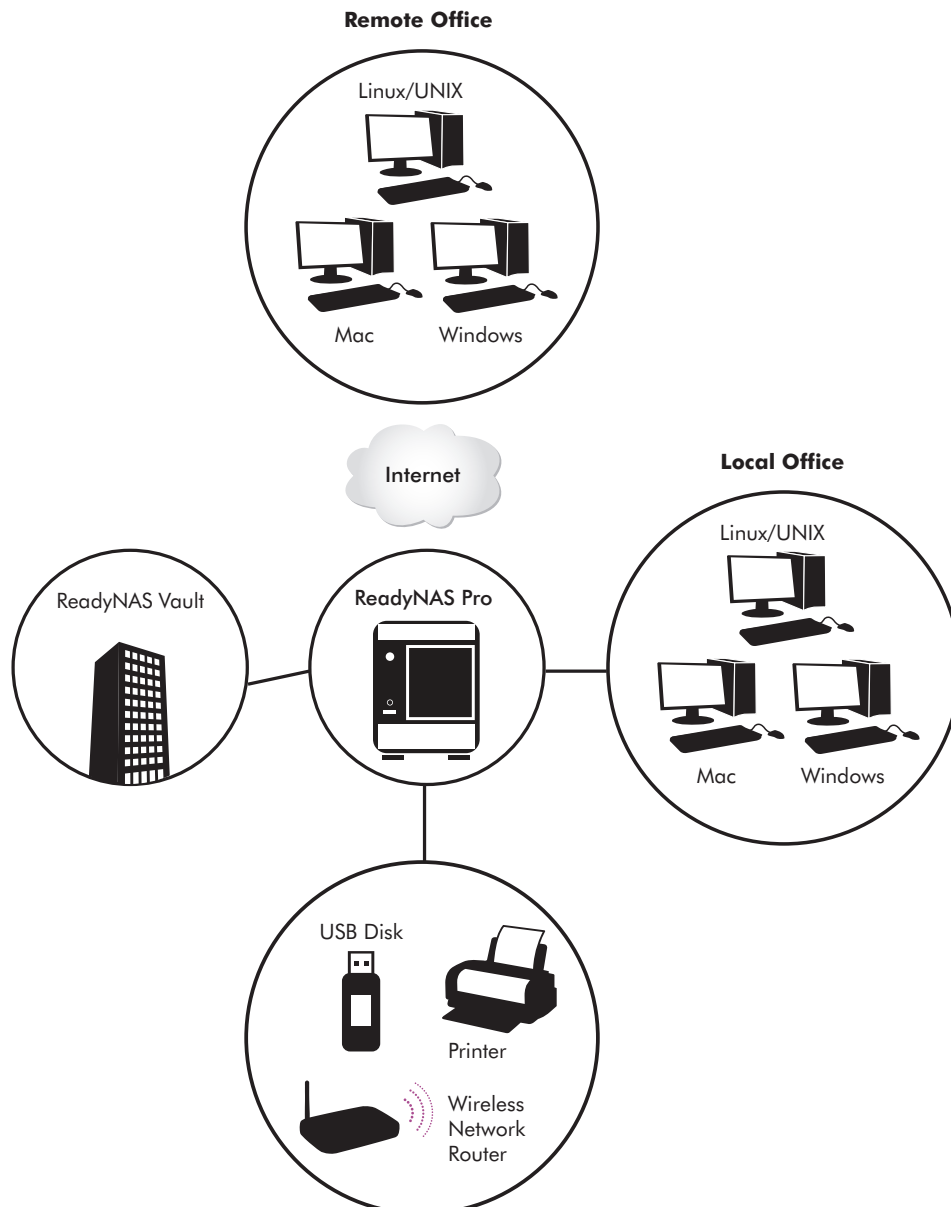 Remote Office
Linux/UNIX
Mac
Windows
Internet
Local Office
Linux/UNIX
Mac
Windows
ReadyNAS Vault
ReadyNAS Pro
USB Disk
Printer
Wireless
Network
Router